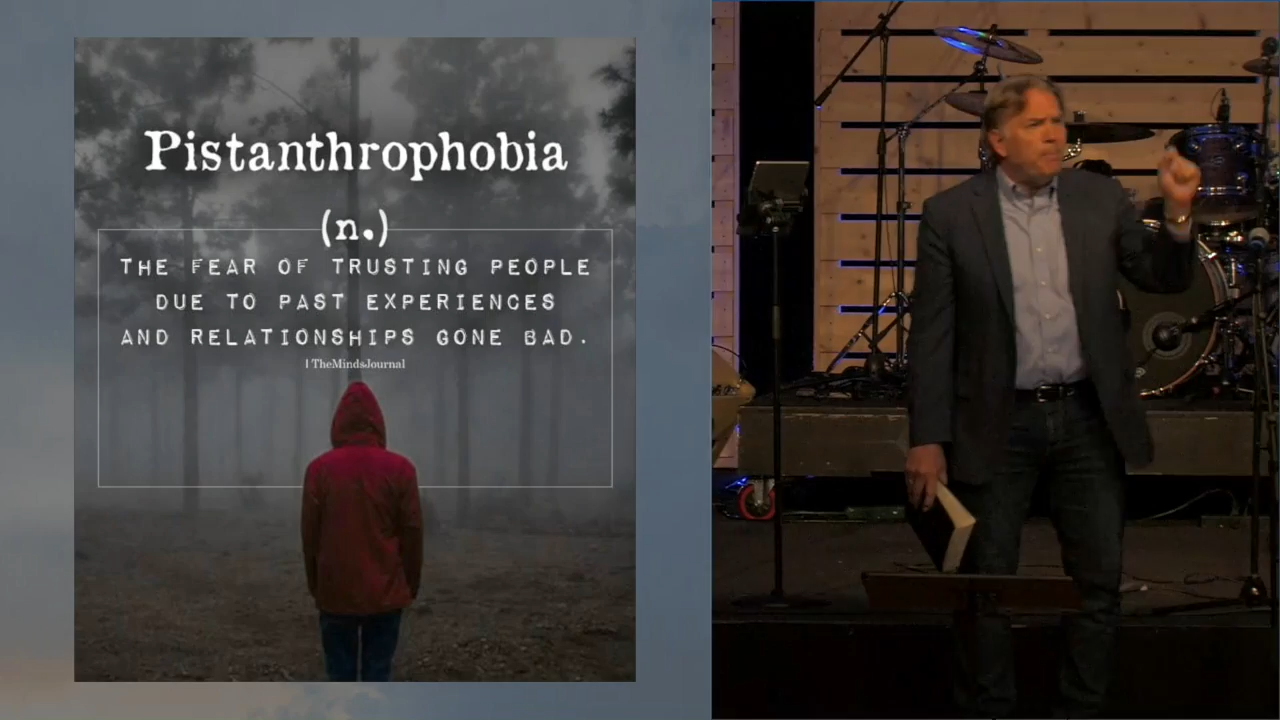 Pistanthrophobia
(n.)
THE FEAR OF TRUSTING PEOPLE
DUE TO PAST EXPERIENCES
AND RELATIONSHIPS GONE BAD.
| TheMindsJournal